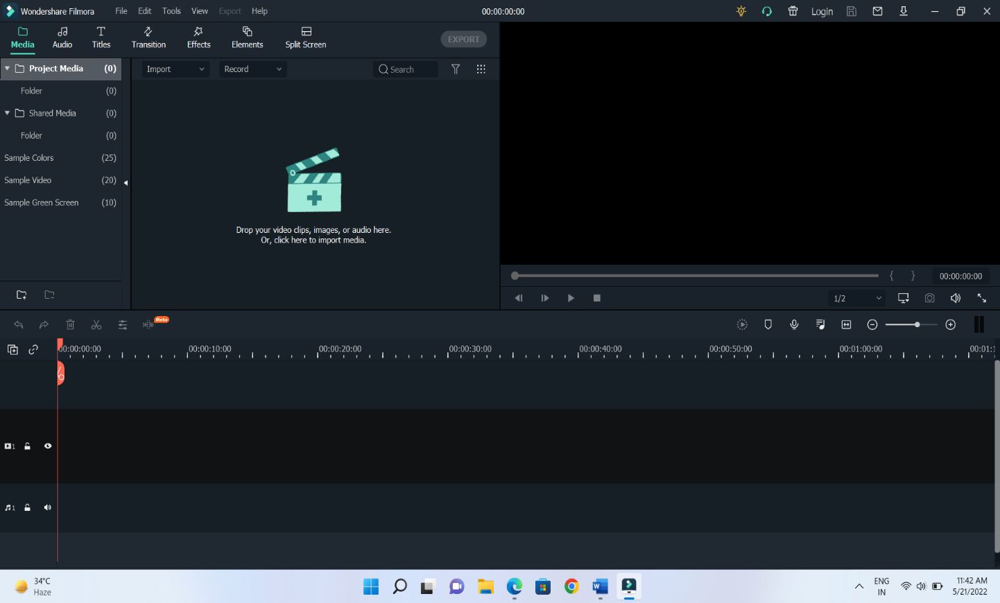 Wondershare Filmora File Edit Tools View Export Help 00:00:00:00 Login
Media Audio Titles Transition Effects Elements Split Screen EXPORT
Project Media (0)
Import Record Search
Folder (0)
Shared Media (0)
Folder (0)
Sample Colors (25)
Sample Video (20)
Sample Green Screen (10)
Drop your video clips, images, or audio here.
Or, click here to import media.
{ } 00:00:00:00
1/2
Beta
00:00:00:00 00:00:10:00 00:00:20:00 00:00:30:00 00:00:40:00 00:00:50:00 00:01:00:00 00:01:1
1
1
34°C
Haze
W
ENG
IN
11:42 AM
5/21/2022